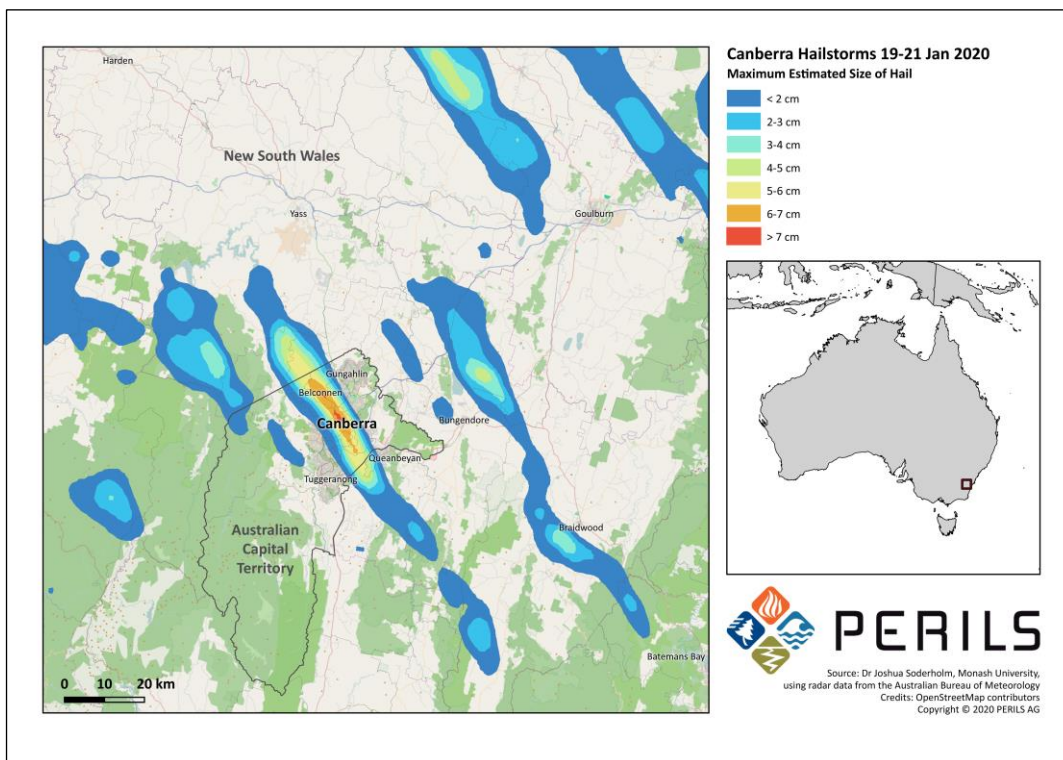 Canberra Hailstorms 19-21 Jan 2020
Maximum Estimated Size of Hail
< 2 cm
2-3 cm
3-4 cm
4-5 cm
5-6 cm
6-7 cm
> 7 cm
Harden
New South Wales
Yass
Goulburn
Gungahlin
Belconnen
Canberra
Bungendore
Queanbeyan
Tuggeranong
Braidwood
Australian
Capital
Territory
Batemans Bay
0 10 20 km
PERILS
Source: Dr Joshua Soderholm, Monash University,
using radar data from the Australian Bureau of Meteorology
Credits: OpenStreetMap contributors
Copyright © 2020 PERILS AG